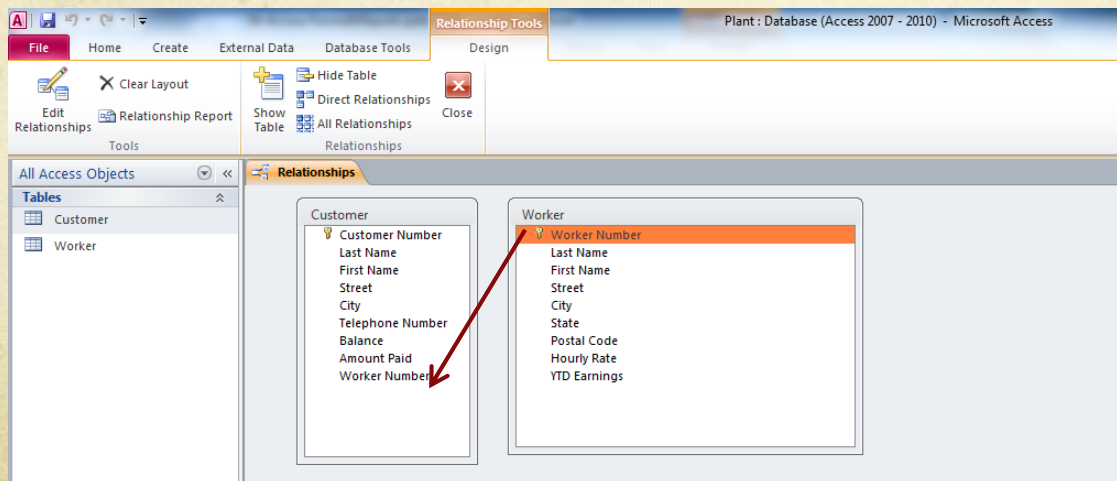 A Relationship Tools Plant : Database (Access 2007 - 2010) - Microsoft Access
File Home Create External Data Database Tools Design
Edit Relationships
Clear Layout
Relationship Report
Tools
Show Table
Hide Table
Direct Relationships
All Relationships
Close
Relationships
All Access Objects
Tables
Customer
Worker
Relationships
Customer
Customer Number
Last Name
First Name
Street
City
Telephone Number
Balance
Amount Paid
Worker Number
Worker
Worker Number
Last Name
First Name
Street
City
State
Postal Code
Hourly Rate
YTD Earnings